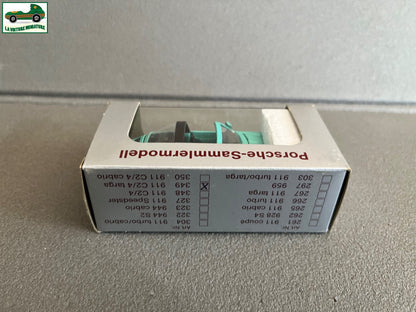 LA VOITURE MINIATURE
Art Nr.
261 911 coupé
262 928 S4
265 911 cabrio
266 911 turbo
267 911 targa
297 959
303 911 turbo/targa
Art Nr.
304 911 turbo/cabrio
322 944 S2
323 944 cabrio
327 911 Speedster
348 911 C2/4
349 911 C2/4 targa
350 911 C2/4 cabrio
Porsche-Sammlermodell